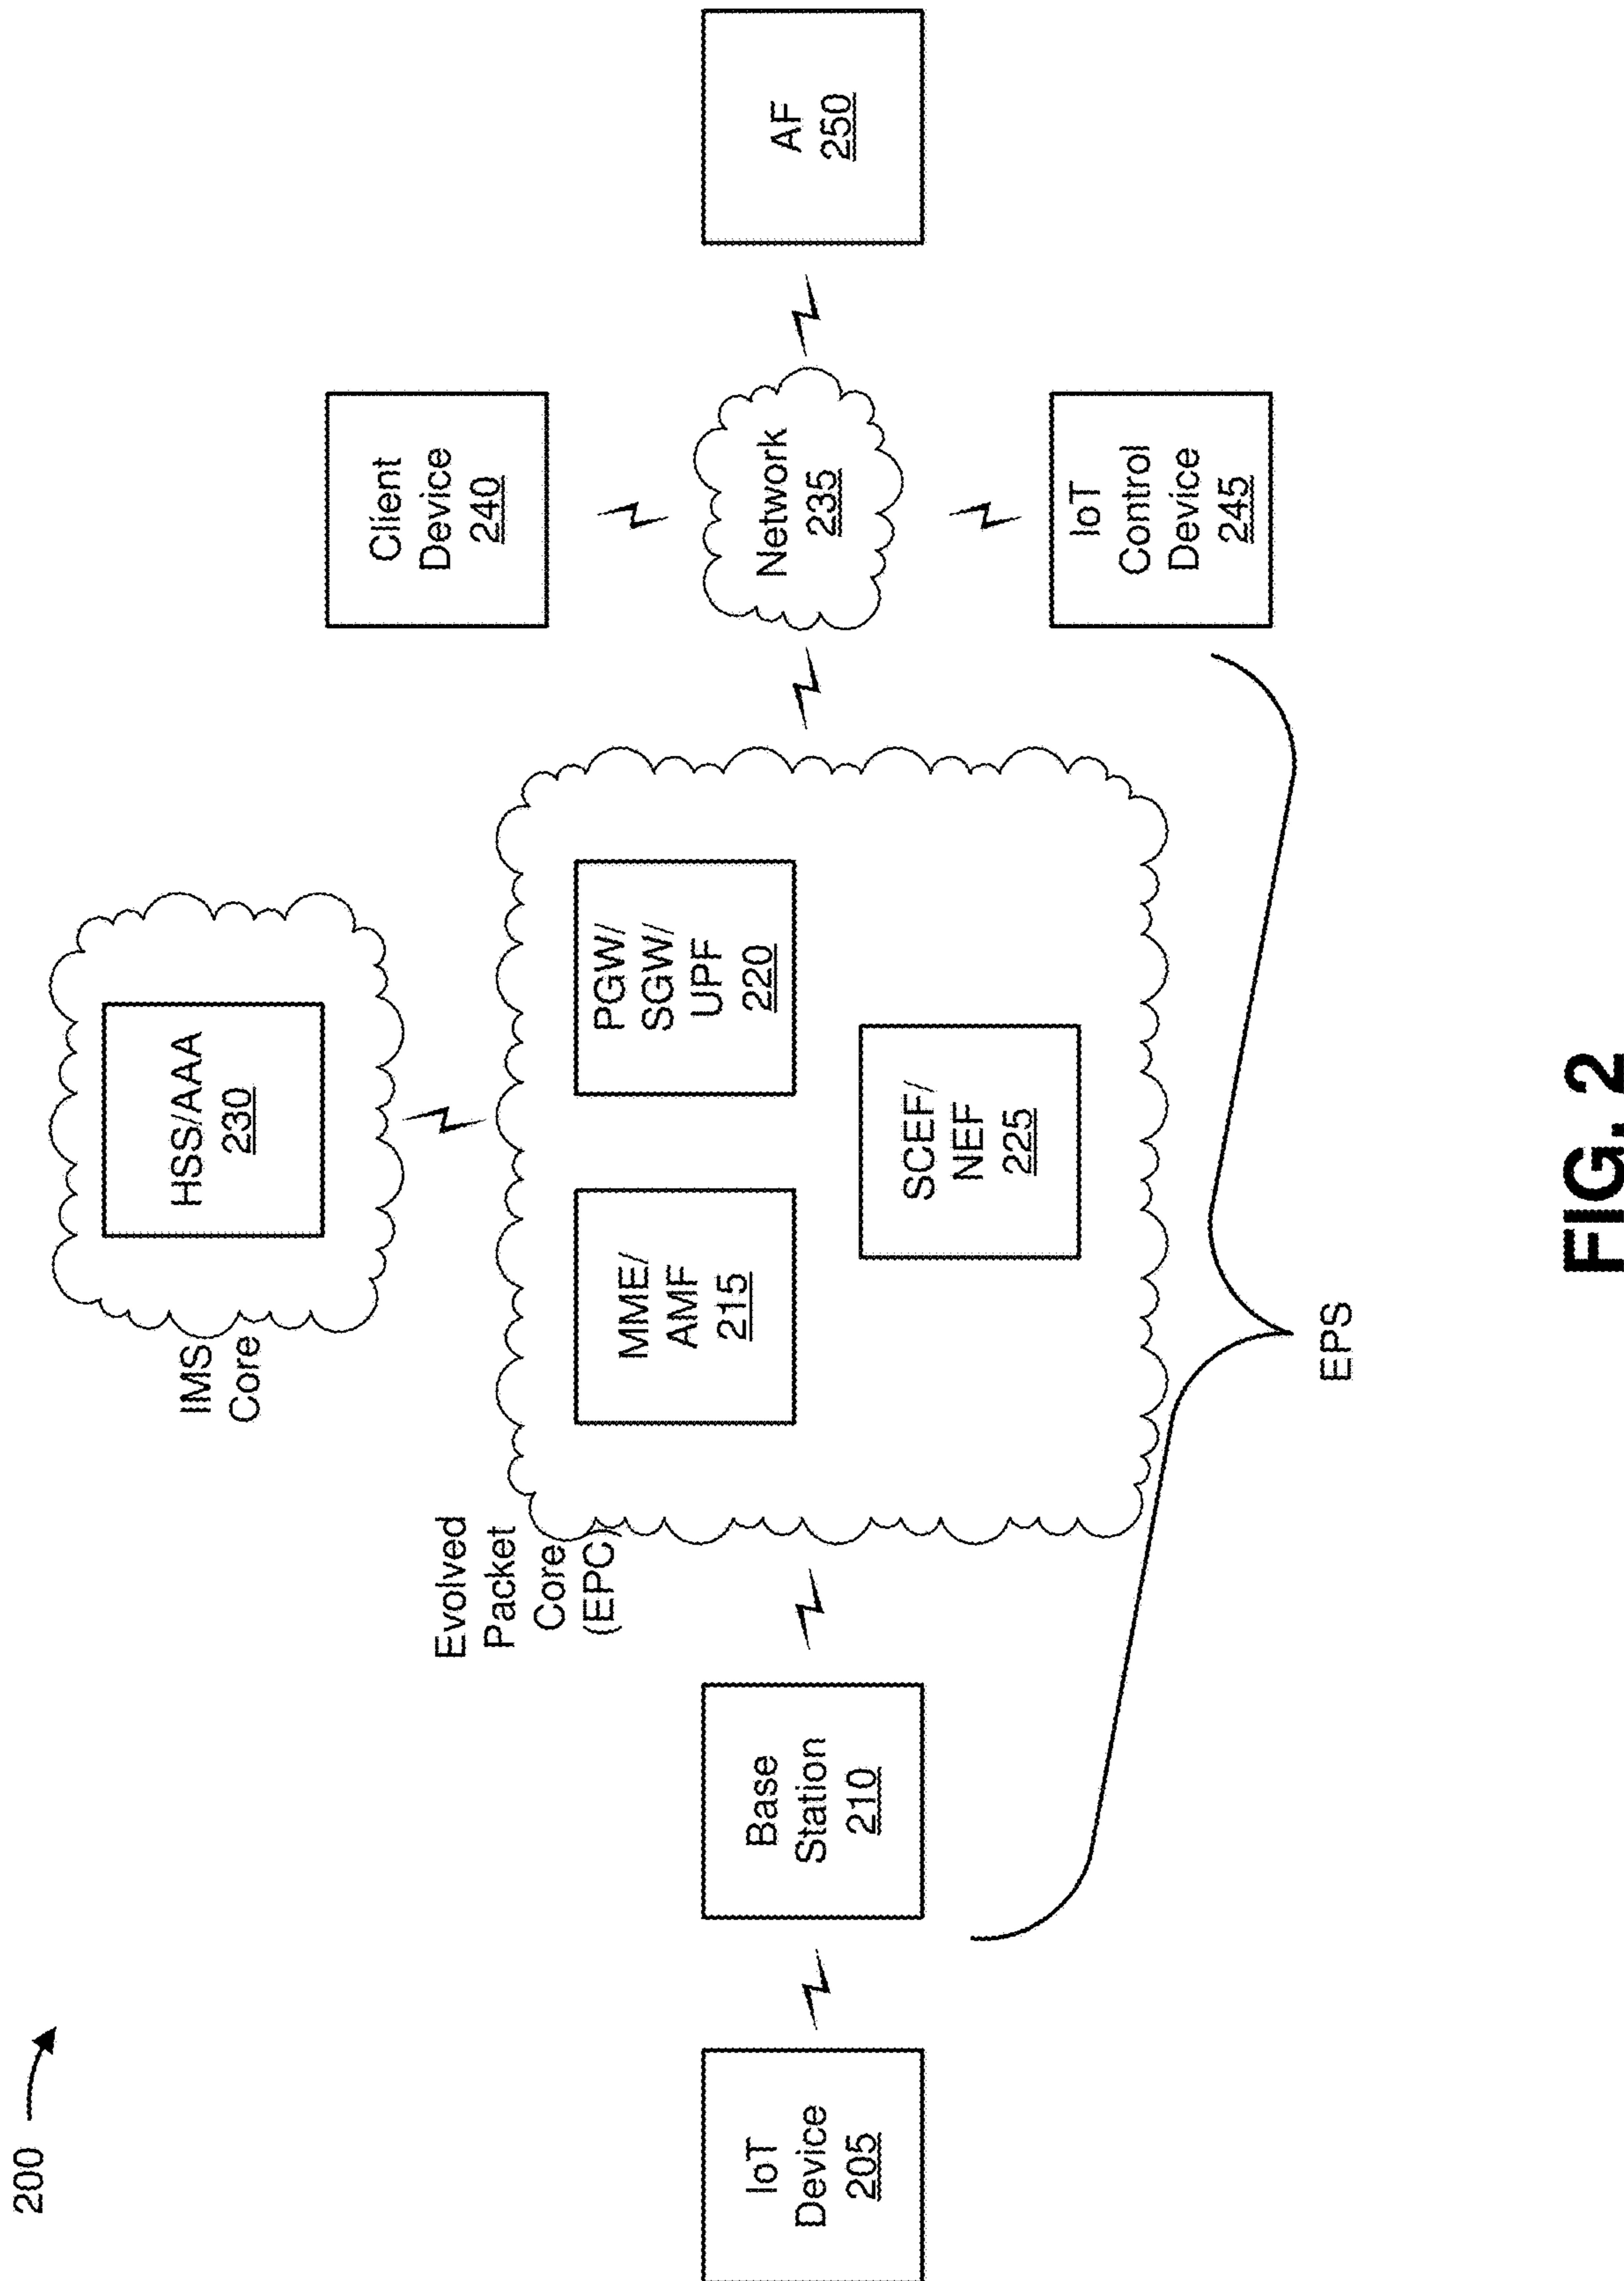 200
IMS
Core
HSS/AAA
230
Evolved
Packet
Core
(EPC)
MME/
AMF
215
PGW/
SGW/
UPF
220
SCEF/
NEF
225
Client
Device
240
IoT
Device
205
Base
Station
210
Network
235
AF
250
IoT
Control
Device
245
EPS
FIG. 2